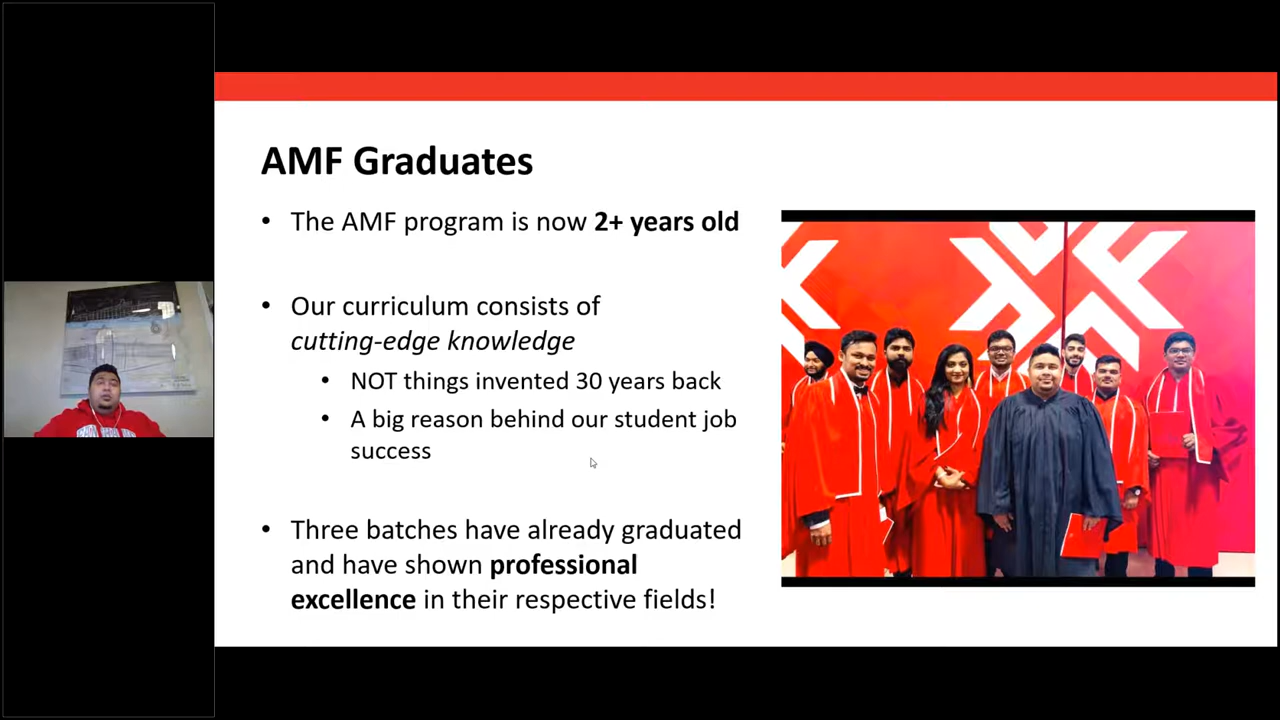 AMF Graduates
• The AMF program is now 2+ years old
• Our curriculum consists of
cutting-edge knowledge
• NOT things invented 30 years back
• A big reason behind our student job
success
• Three batches have already graduated
and have shown professional
excellence in their respective fields!